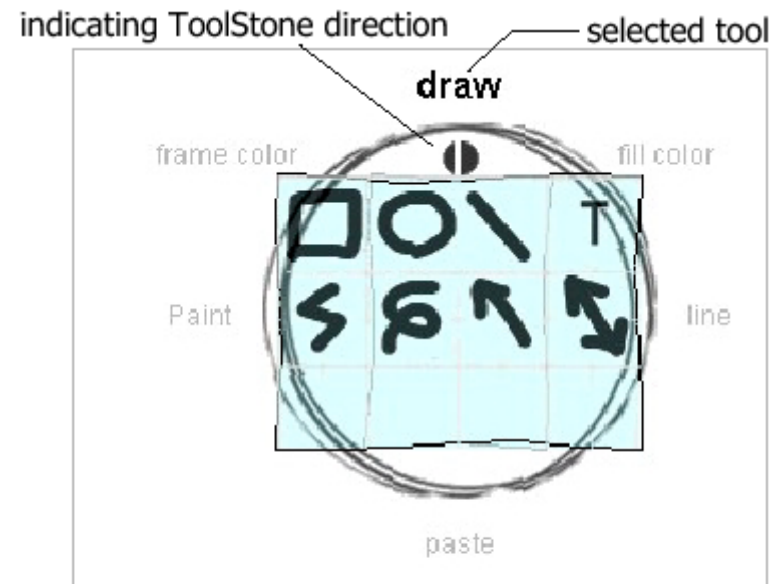 indicating ToolStone direction
selected tool
draw
frame color
fill color
T
Paint
line
paste